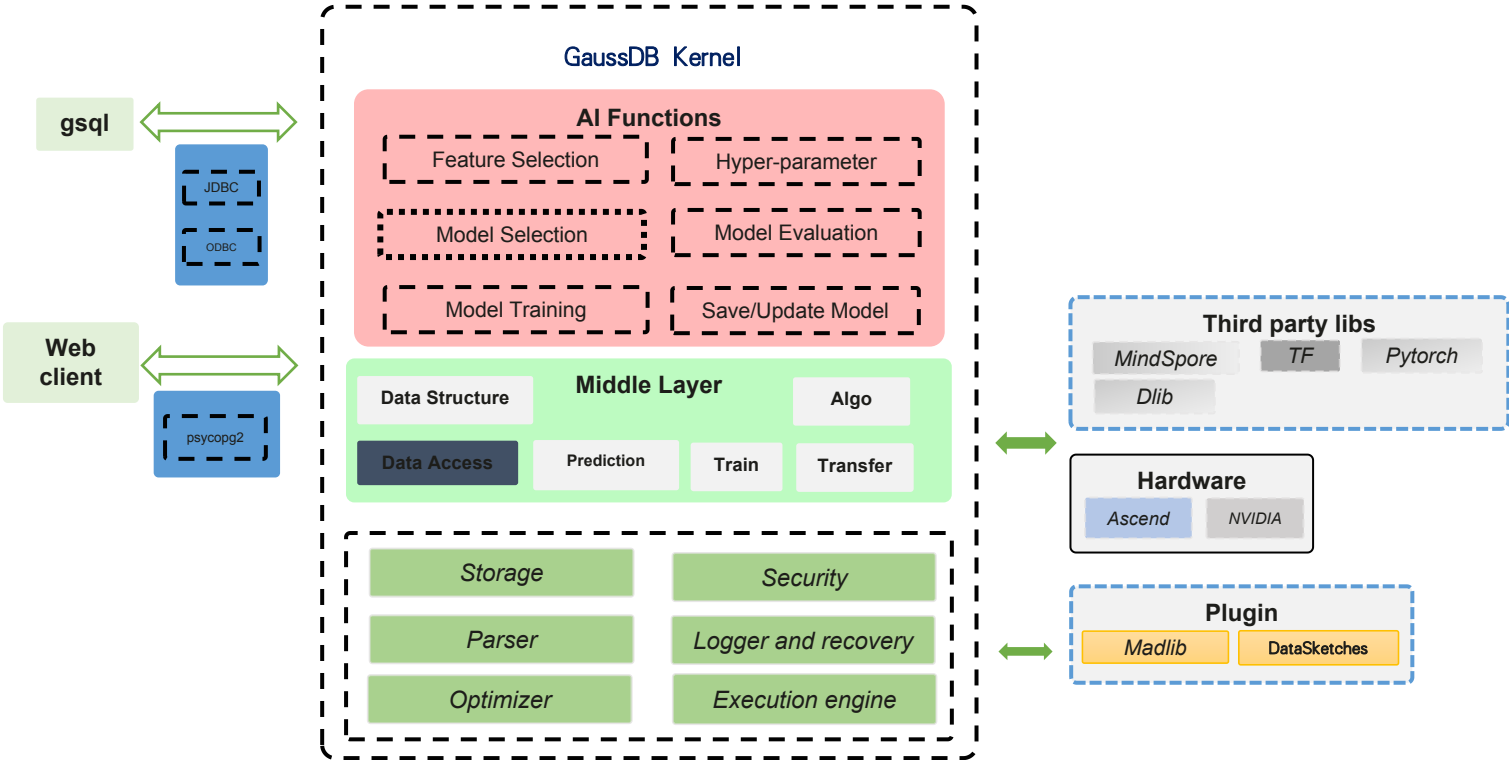 GaussDB Kernel
gsql
JDBC
ODBC
Web
client
psycopg2
AI Functions
Feature Selection
Hyper-parameter
Model Selection
Model Evaluation
Model Training
Save/Update Model
Middle Layer
Data Structure
Algo
Data Access
Prediction
Train
Transfer
Storage
Security
Parser
Logger and recovery
Optimizer
Execution engine
Third party libs
MindSpore
TF
Pytorch
Dlib
Hardware
Ascend
NVIDIA
Plugin
Madlib
DataSketches